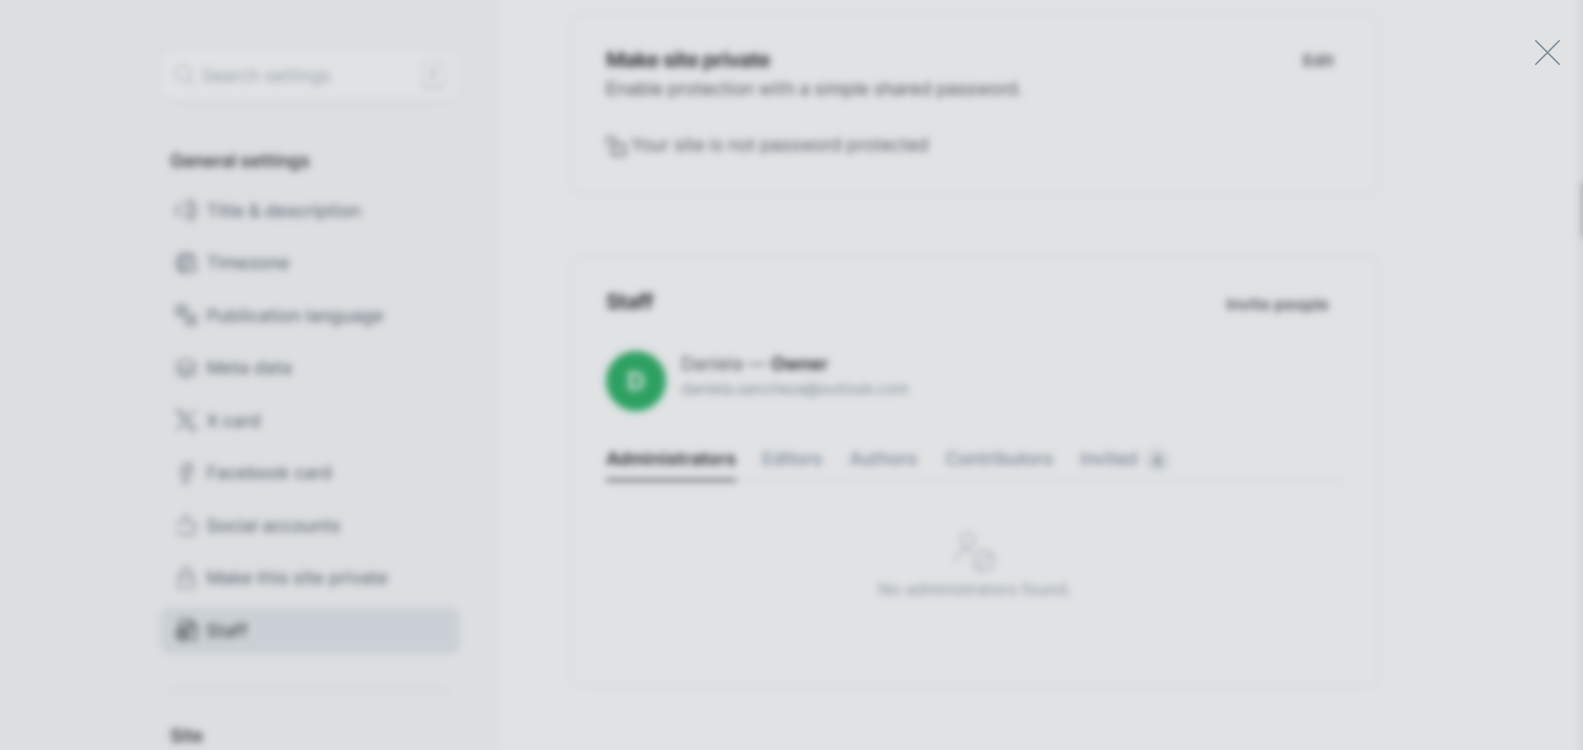 Search settings
/
General settings
Title & description
Timezone
Publication language
Meta data
X card
Facebook card
Social accounts
Make this site private
Staff
Site
Make site private
Edit
Enable protection with a simple shared password.
Your site is not password protected
Staff
Invite people
D
Daniela — Owner
Administrators
Editors
Authors
Contributors
Invited
No administrators found.